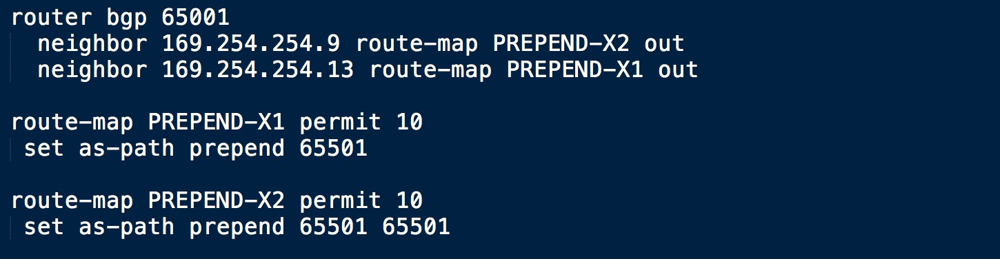 router bgp 65001
neighbor 169.254.254.9 route-map PREPEND-X2 out
neighbor 169.254.254.13 route-map PREPEND-X1 out
route-map PREPEND-X1 permit 10
set as-path prepend 65501
route-map PREPEND-X2 permit 10
set as-path prepend 65501 65501